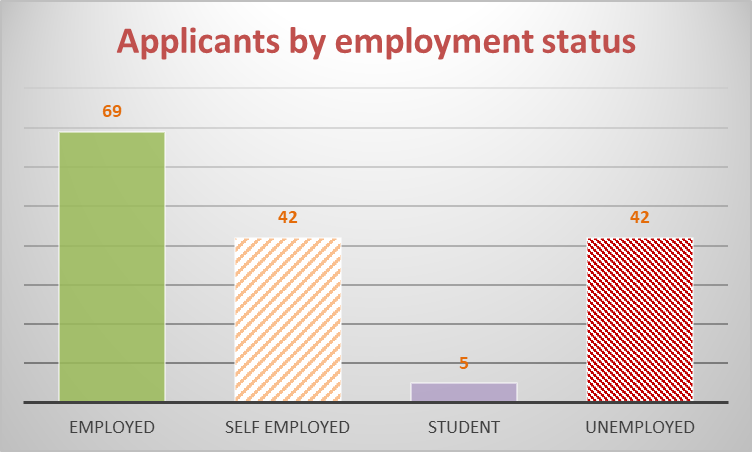 Applicants by employment status
69
42
5
42
EMPLOYED
SELF EMPLOYED
STUDENT
UNEMPLOYED